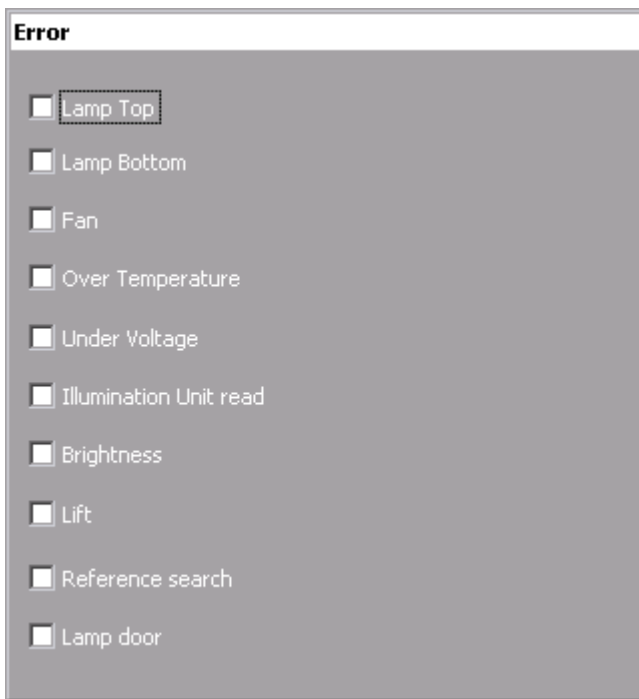 Error
Lamp Top
Lamp Bottom
Fan
Over Temperature
Under Voltage
Illumination Unit read
Brightness
Lift
Reference search
Lamp door